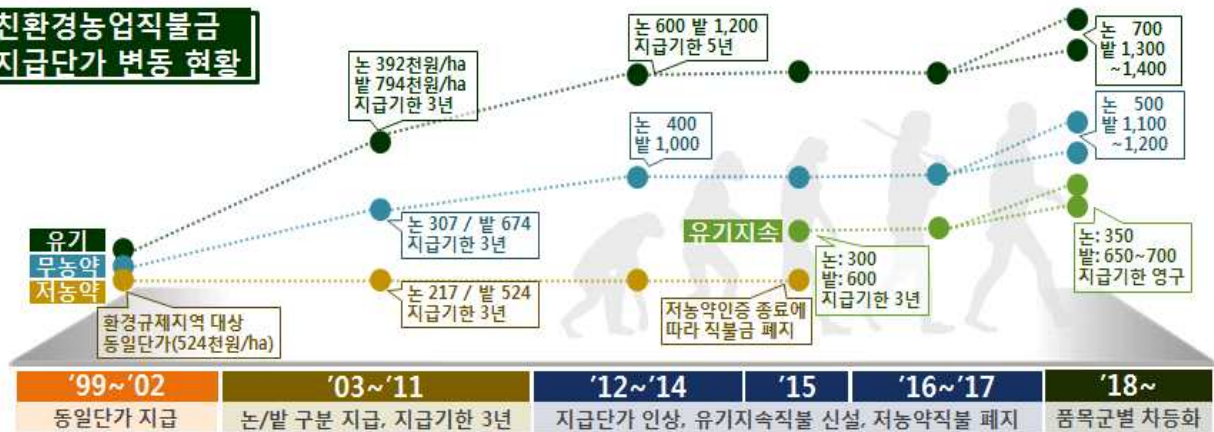 친환경농업직불금
지급단가 변동 현황
논 392천원/ha
밭 794천원/ha
지급기한 3년
논 600 밭 1,200
지급기한 5년
논 700
밭 1,300
~1,400
논 400
밭 1,000
논 500
밭 1,100
~1,200
유기
무농약
저농약
논 307 / 밭 674
지급기한 3년
유기지속
논: 300
밭: 600
지급기한 3년
논: 350
밭: 650~700
지급기한 영구
환경규제지역 대상
동일단가(524천원/ha)
논 217 / 밭 524
지급기한 3년
저농약인증 종료에
따라 직불금 폐지
'99~'02
'03~'11
'12~'14
'15
'16~'17
'18~
동일단가 지급
논/밭 구분 지급, 지급기한 3년
지급단가 인상, 유기지속직불 신설, 저농약직불 폐지
품목군별 차등화